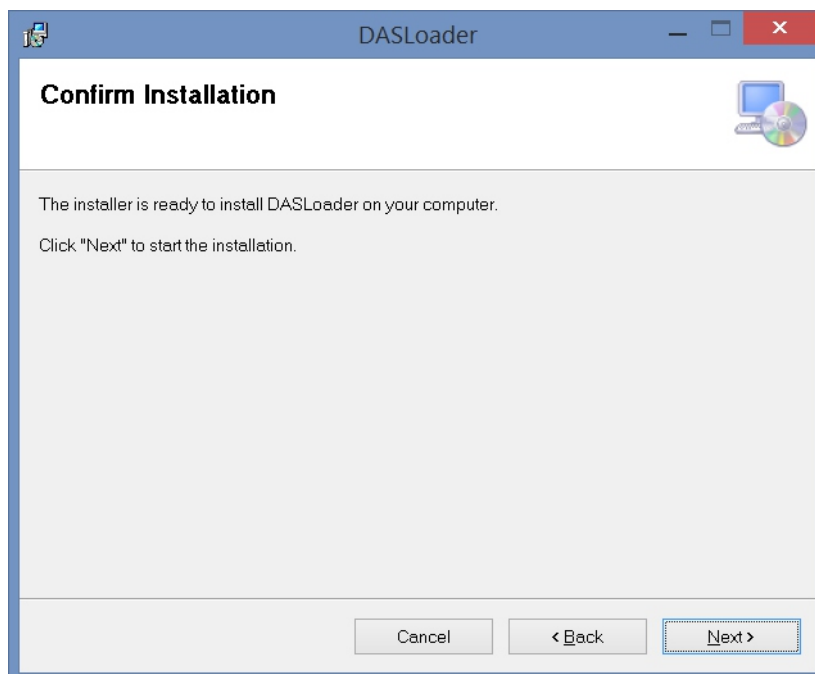 DASLoader
Confirm Installation
The installer is ready to install DASLoader on your computer.
Click "Next" to start the installation.
Cancel
< Back
Next >